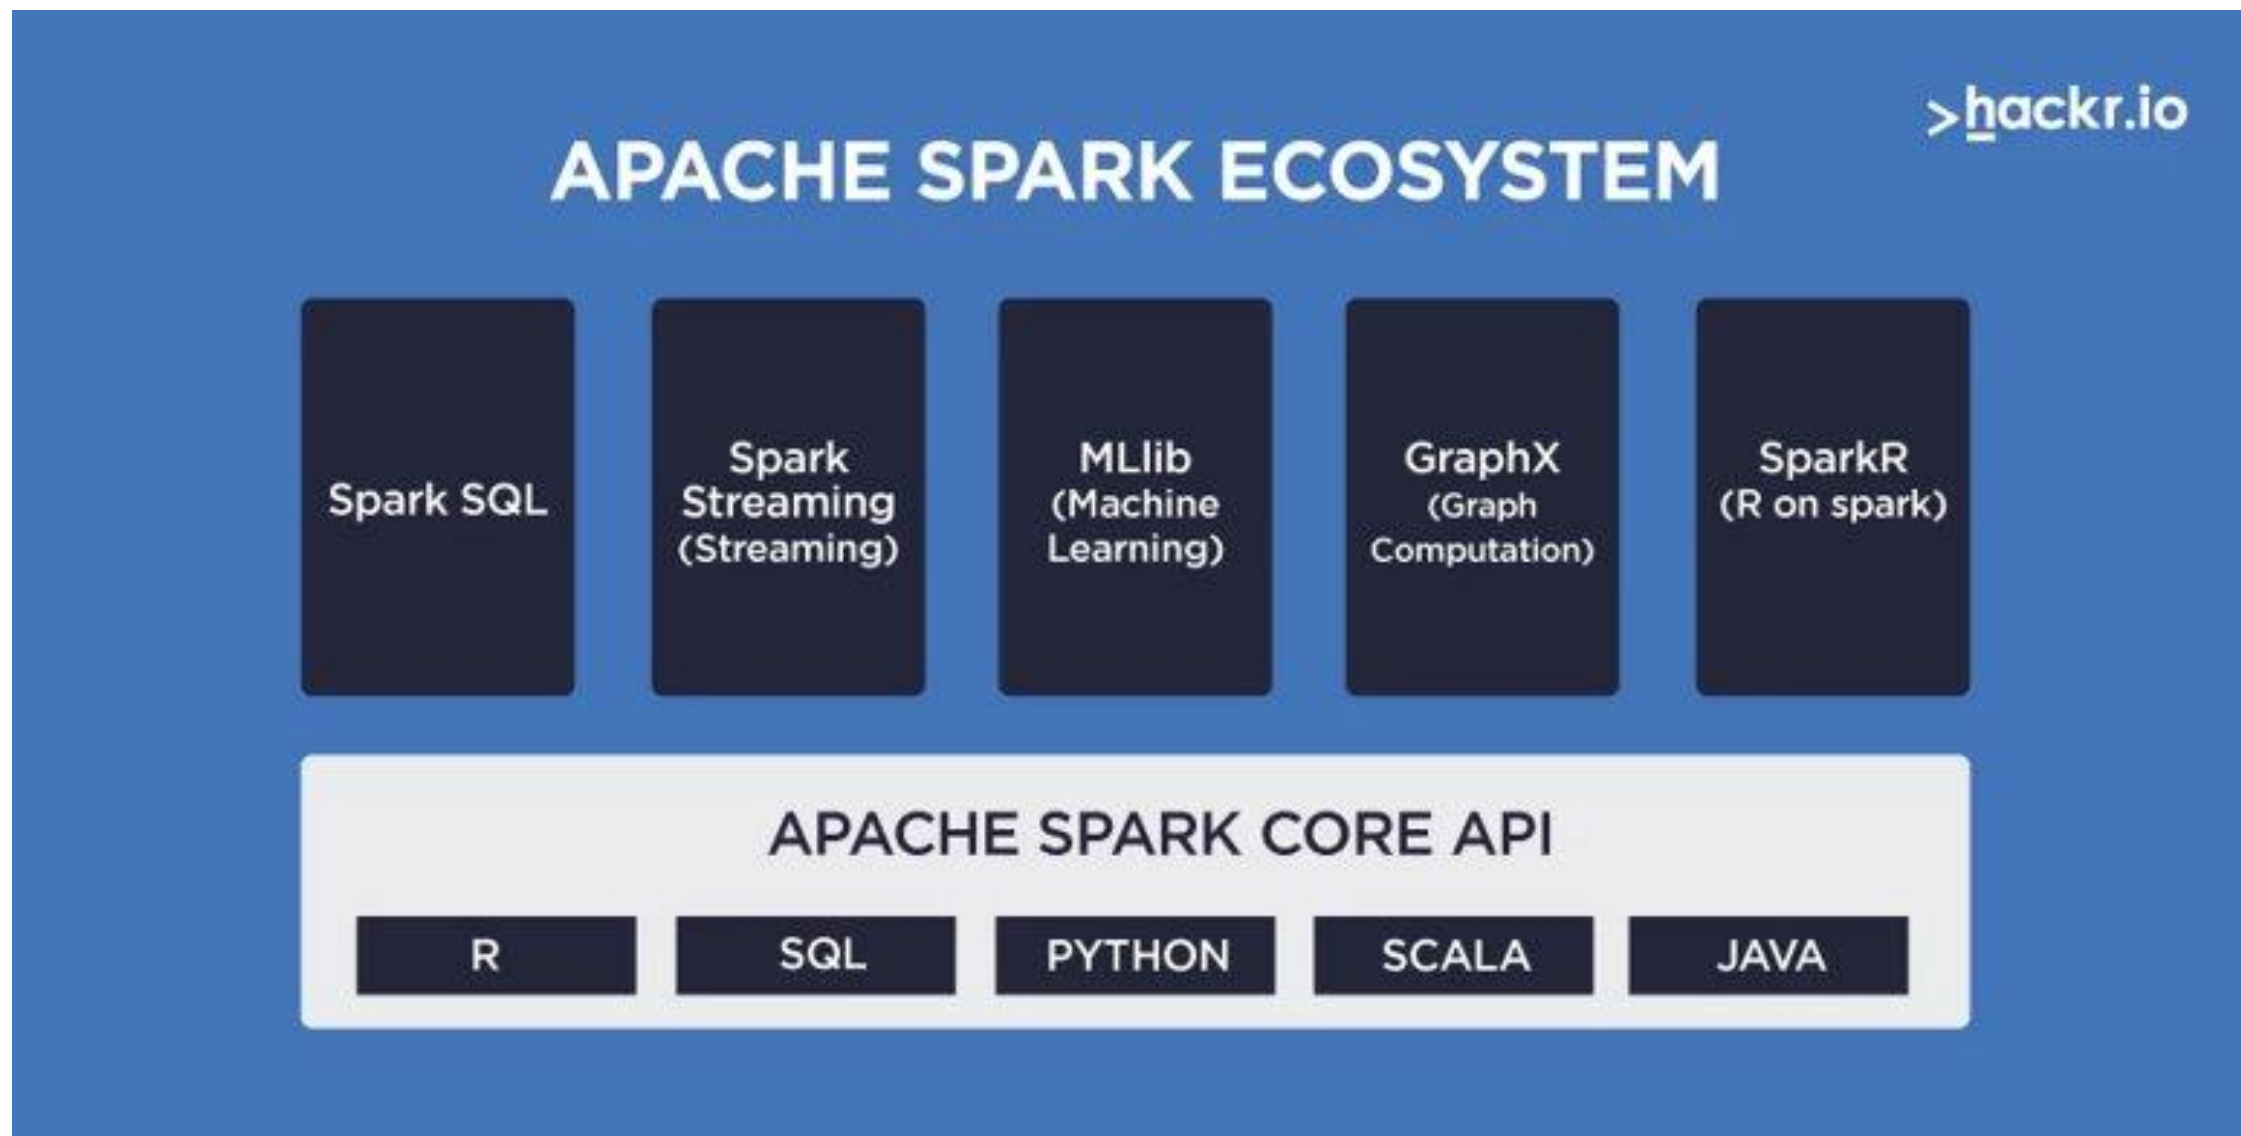 >hackr.io
APACHE SPARK ECOSYSTEM
Spark SQL
Spark
Streaming
(Streaming)
MLlib
(Machine
Learning)
GraphX
(Graph
Computation)
SparkR
(R on spark)
APACHE SPARK CORE API
R
SQL
PYTHON
SCALA
JAVA